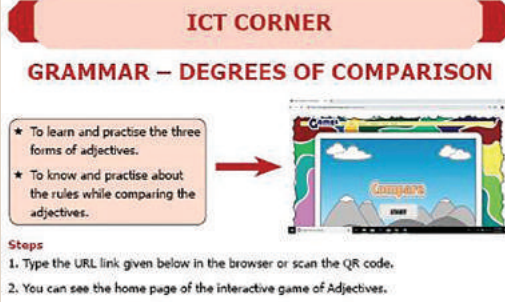 ICT CORNER
GRAMMAR – DEGREES OF COMPARISON
★ To learn and practise the three
forms of adjectives.
★ To know and practise about
the rules while comparing the
adjectives.
Games
Compare
START
Steps
1. Type the URL link given below in the browser or scan the QR code.
2. You can see the home page of the interactive game of Adjectives.